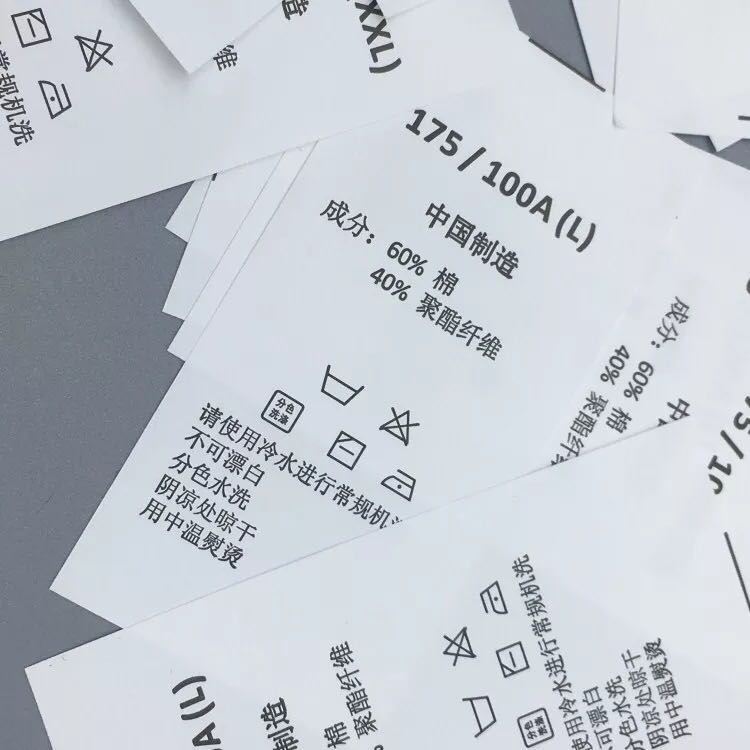 XXL)
造
维
常规机洗
175 / 100A (L)
中国制造
成分： 60% 棉
40% 聚酯纤维
分色
洗涤
请使用冷水进行常规机洗
不可漂白
分色水洗
阴凉处晾干
用中温熨烫
成分： 60% 棉
40% 聚酯纤
中
75 / 10
A (L)
制造
棉
聚酯纤维
分色
洗涤
使用冷水进行常规机洗
可漂白
分色水洗
凉处晾干
用中温熨烫